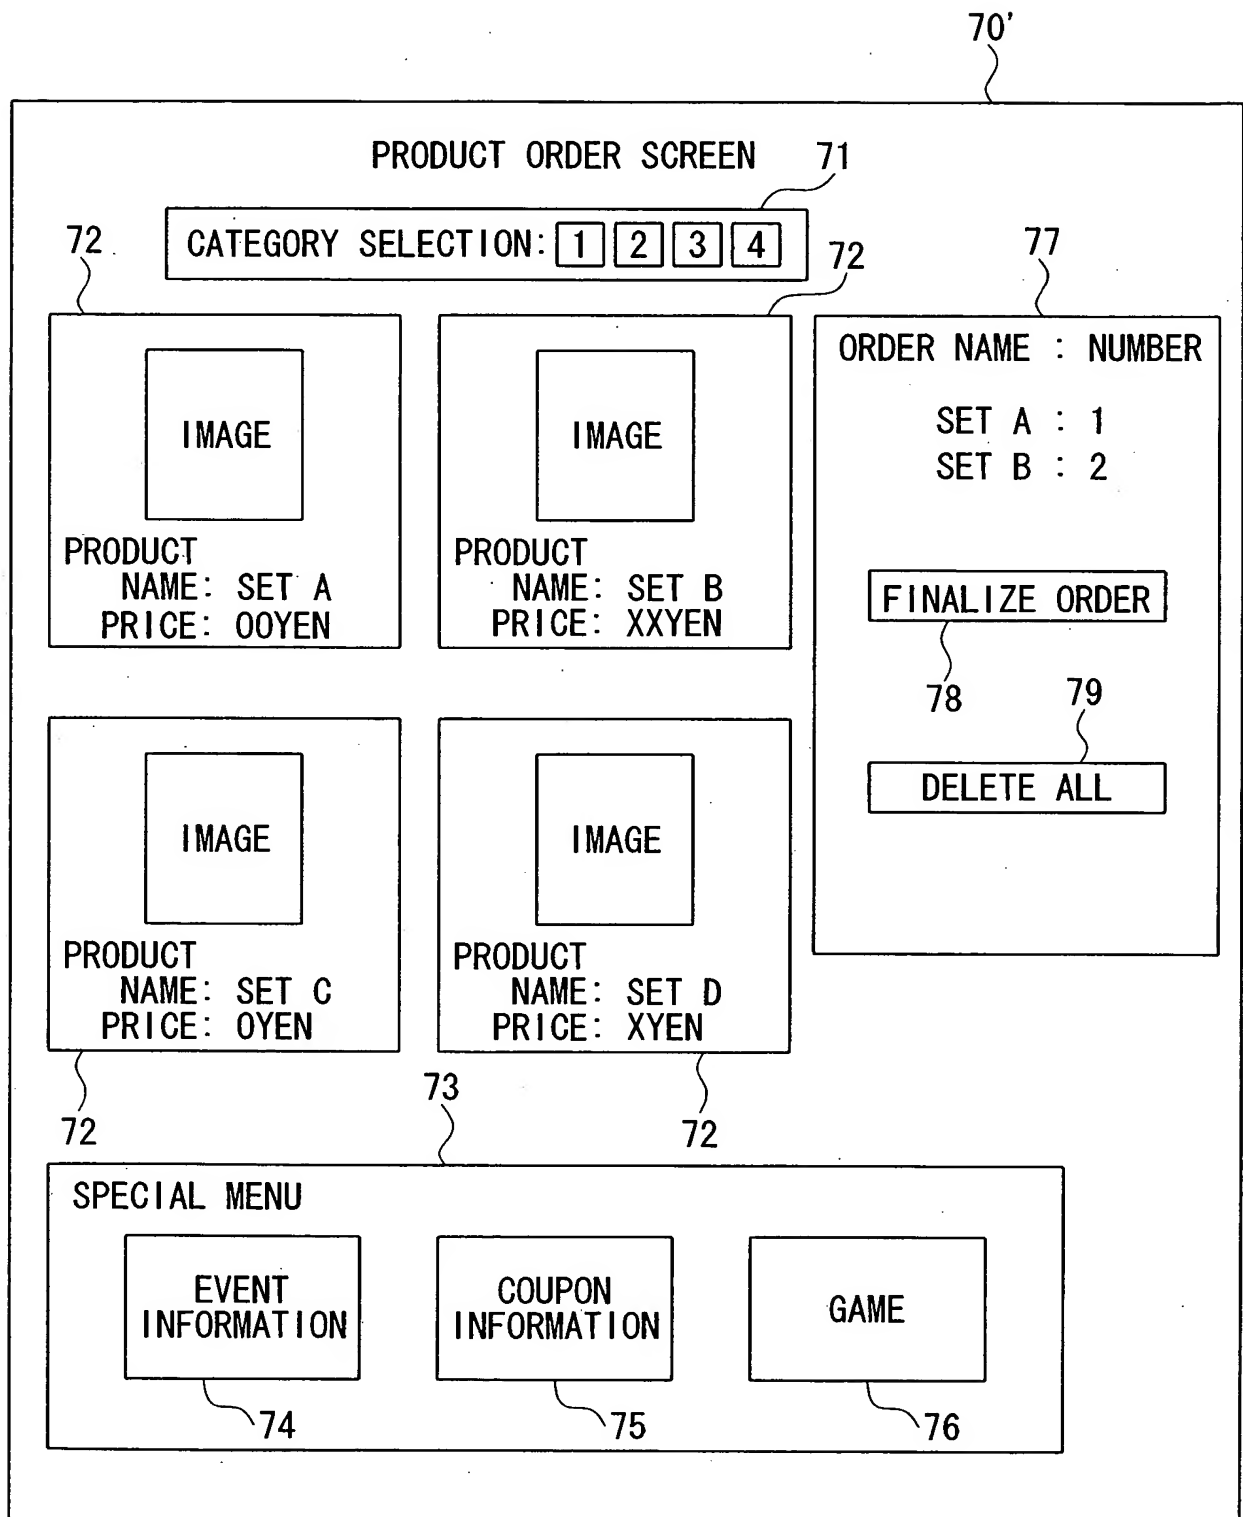 70'
PRODUCT ORDER SCREEN
71
CATEGORY SELECTION: 1 2 3 4
72
72
77
IMAGE
PRODUCT
NAME: SET A
PRICE: OOYEN
IMAGE
PRODUCT
NAME: SET B
PRICE: XXYEN
ORDER NAME : NUMBER
SET A : 1
SET B : 2
FINALIZE ORDER
78
79
DELETE ALL
IMAGE
PRODUCT
NAME: SET C
PRICE: OYEN
IMAGE
PRODUCT
NAME: SET D
PRICE: XYEN
72
73
72
SPECIAL MENU
EVENT
INFORMATION
COUPON
INFORMATION
GAME
74
75
76